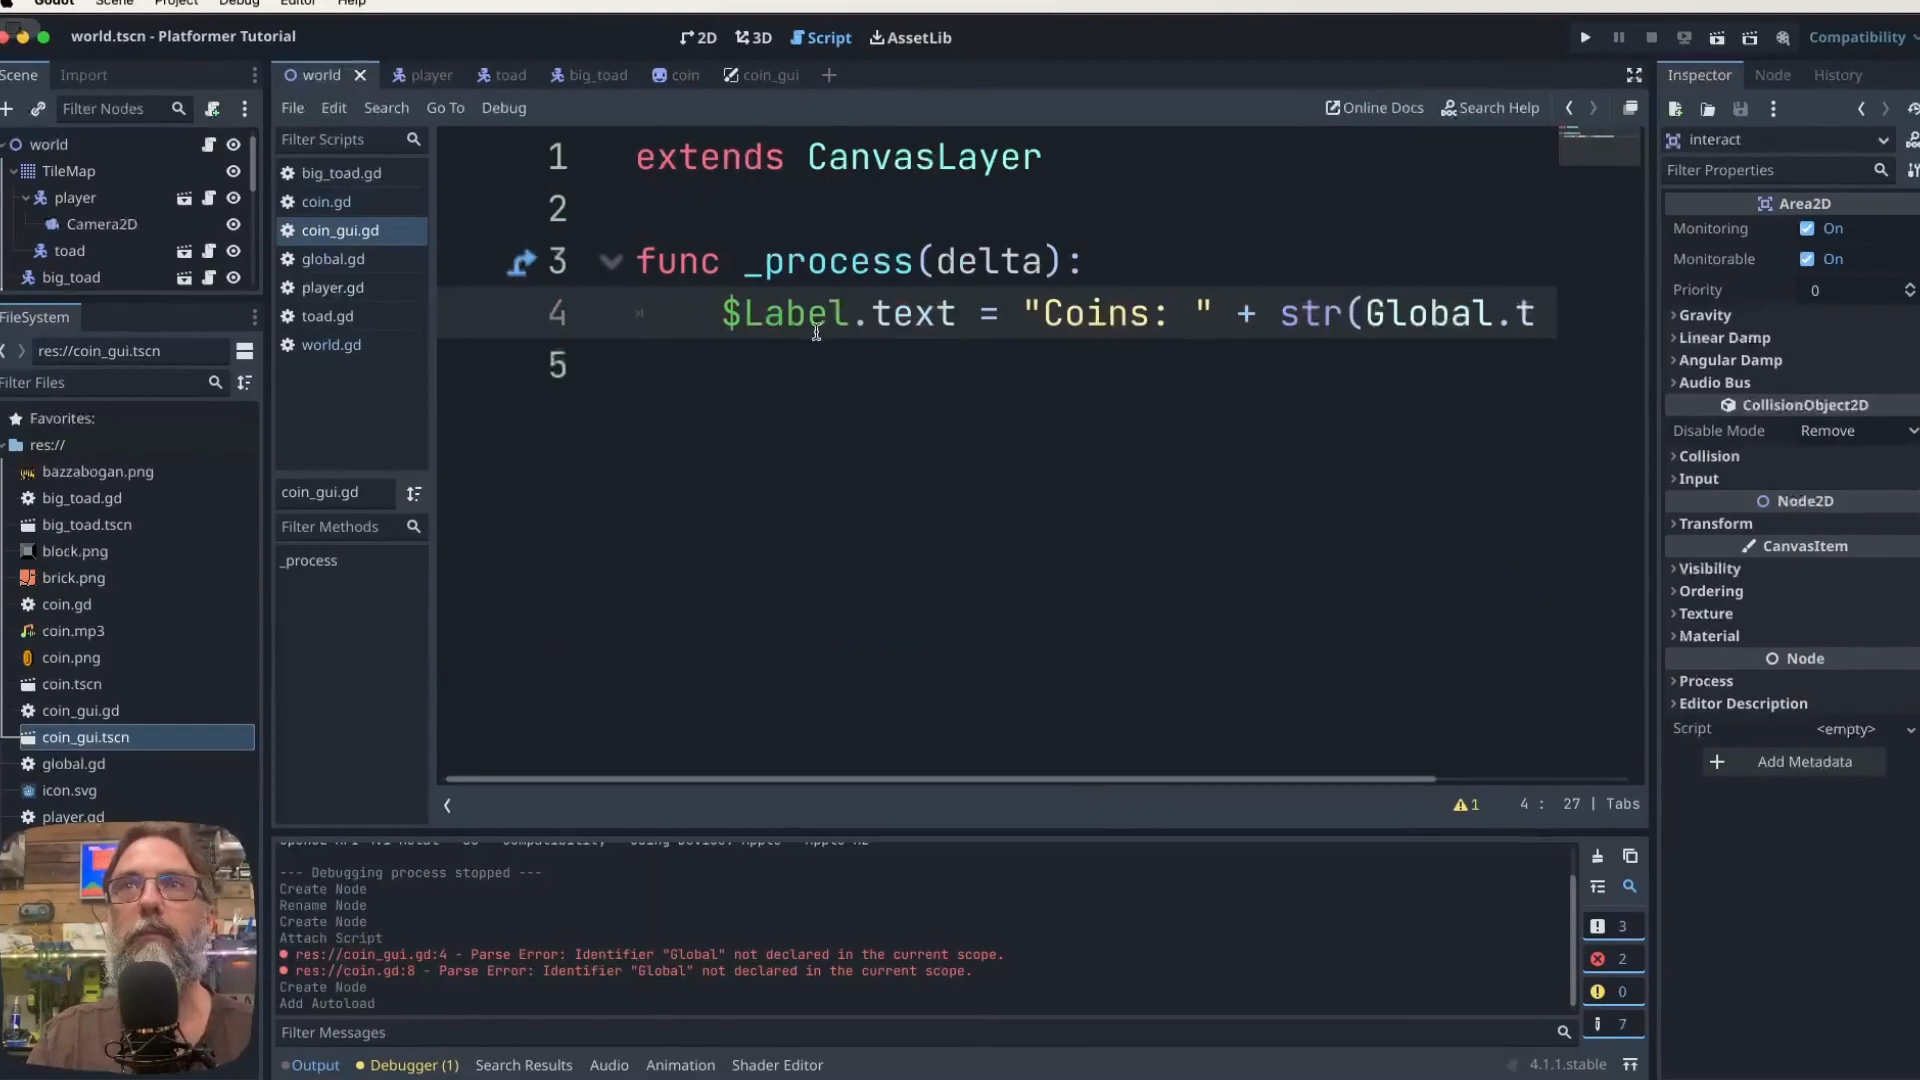 Godot Scene Project Debug Editor Help
world.tscn - Platformer Tutorial
2D 3D Script AssetLib
Compatibility
Scene Import
world player toad big_toad coin coin_gui
Inspector Node History
Filter Nodes
File Edit Search Go To Debug
Online Docs Search Help
Filter Scripts
interact
world
TileMap
player
Camera2D
toad
big_toad
big_toad.gd
coin.gd
coin_gui.gd
global.gd
player.gd
toad.gd
world.gd
1 extends CanvasLayer
2
3 func _process(delta):
4 $Label.text = "Coins: " + str(Global.t
5
Filter Properties
Area2D
Monitoring On
Monitorable On
Priority 0
Gravity
Linear Damp
Angular Damp
Audio Bus
CollisionObject2D
Disable Mode Remove
Collision
Input
Node2D
Transform
CanvasItem
Visibility
Ordering
Texture
Material
Node
Process
Editor Description
Script <empty>
Add Metadata
FileSystem
res://coin_gui.tscn
Filter Files
Favorites:
res://
bazzabogan.png
big_toad.gd
big_toad.tscn
block.png
brick.png
coin.gd
coin.mp3
coin.png
coin.tscn
coin_gui.gd
coin_gui.tscn
global.gd
icon.svg
player.gd
coin_gui.gd
Filter Methods
_process
1 4 : 27 | Tabs
--- Debugging process stopped ---
Create Node
Rename Node
Create Node
Attach Script
res://coin_gui.gd:4 - Parse Error: Identifier "Global" not declared in the current scope.
res://coin.gd:8 - Parse Error: Identifier "Global" not declared in the current scope.
Create Node
Add Autoload
3
2
0
7
Filter Messages
Output Debugger (1) Search Results Audio Animation Shader Editor
4.1.1.stable